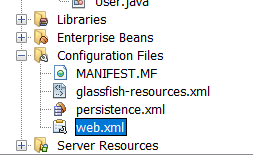 User.java
Libraries
Enterprise Beans
Configuration Files
MANIFEST.MF
glassfish-resources.xml
persistence.xml
web.xml
Server Resources